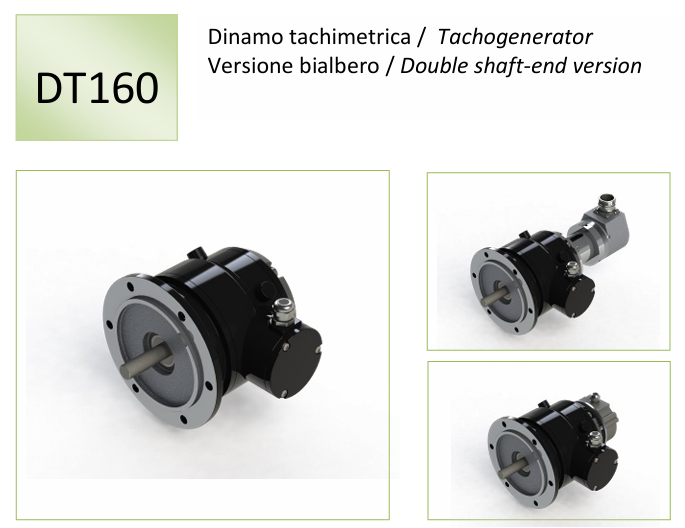 DT160
Dinamo tachimetrica / Tachogenerator
Versione bialbero / Double shaft-end version